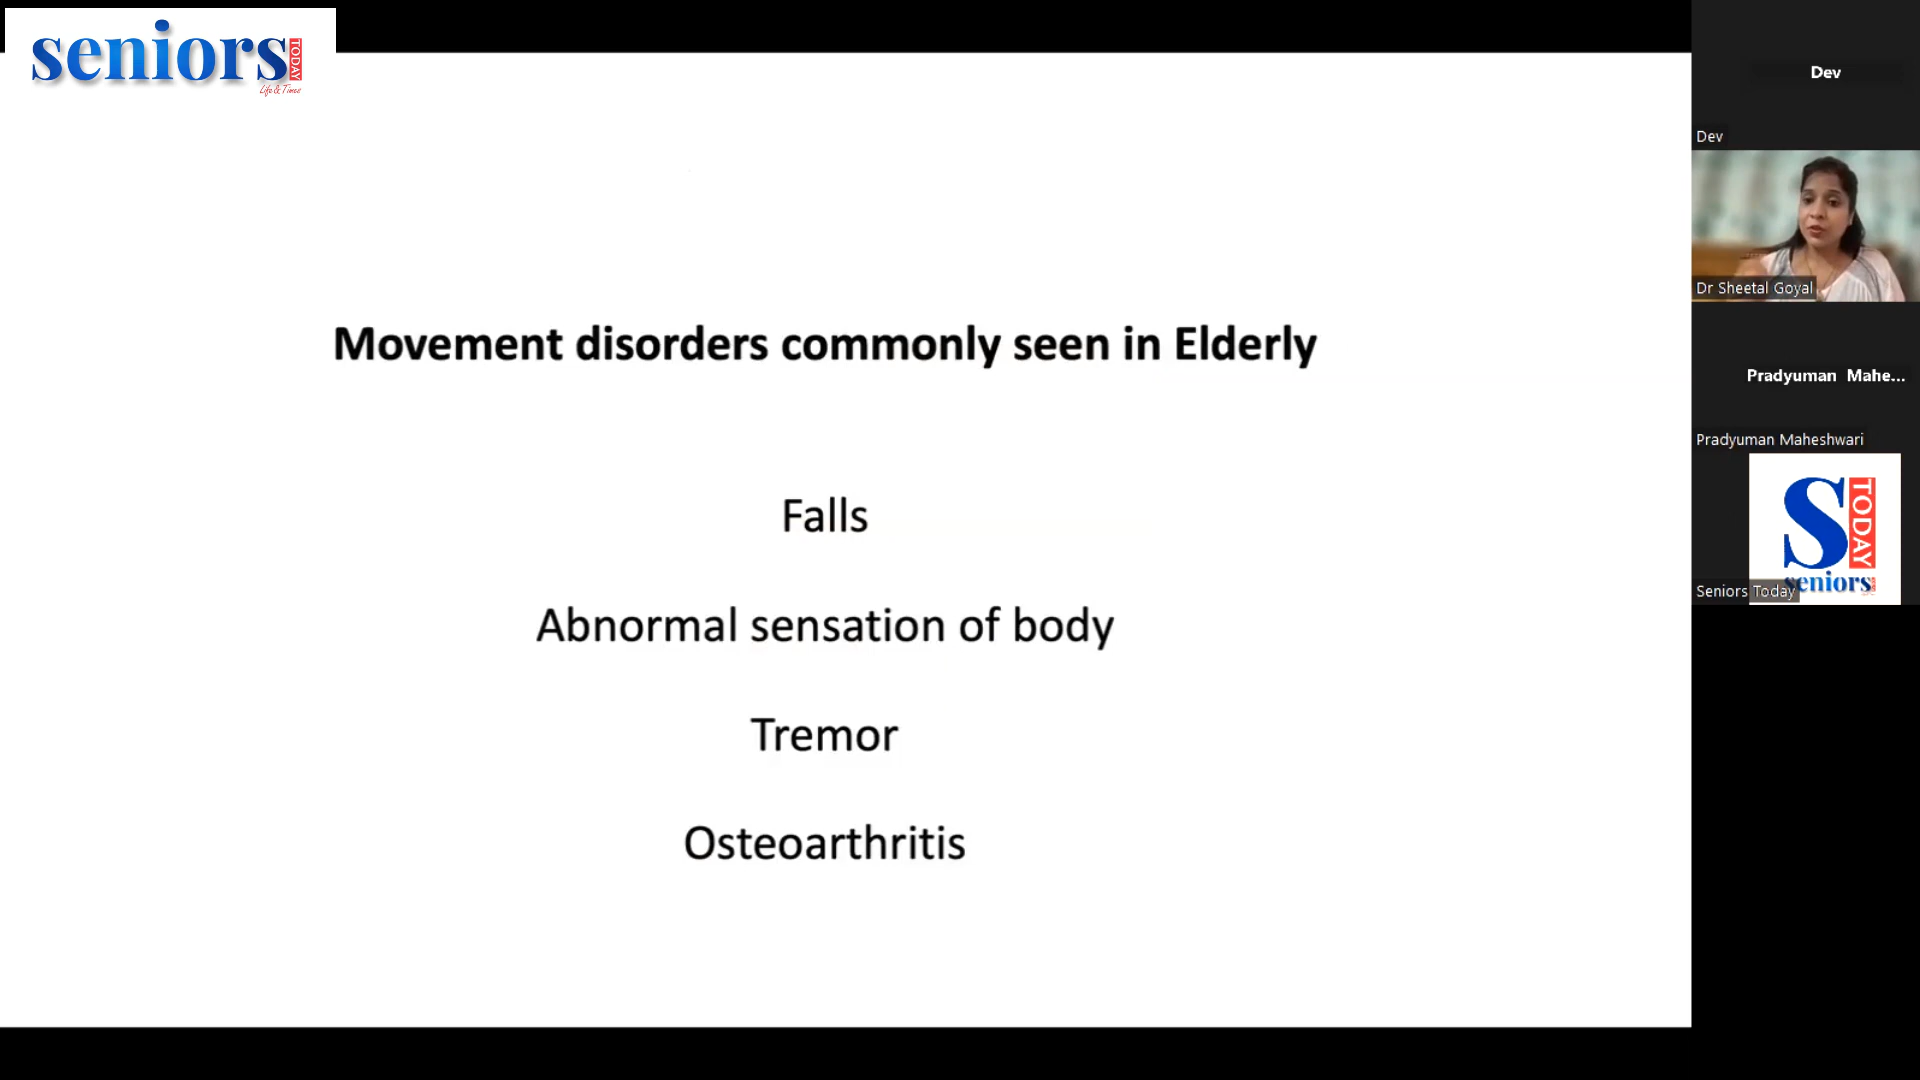 seniors
TODAY
Life & Times
Movement disorders commonly seen in Elderly
Falls
Abnormal sensation of body
Tremor
Osteoarthritis
Dev
Dev
Dr Sheetal Goyal
Pradyuman Mahe...
Pradyuman Maheshwari
S
TODAY
seniors
Seniors Today